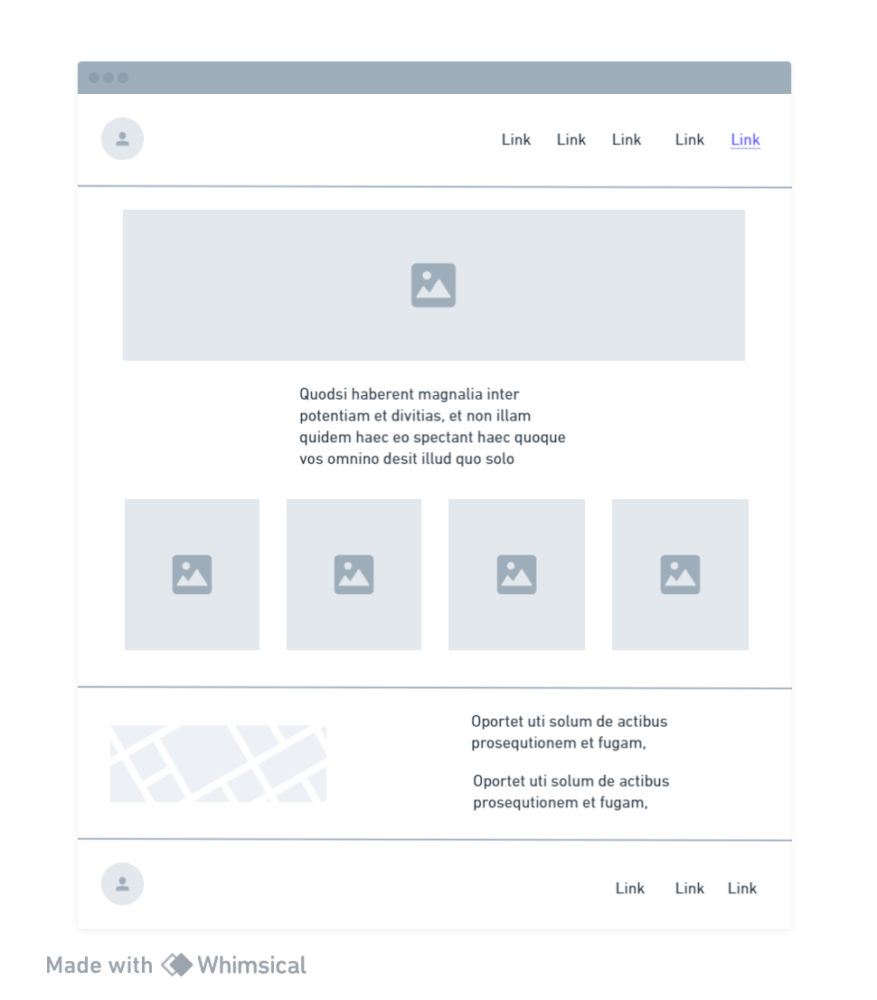 Link Link Link Link Link
Quodsi haberent magnalia inter
potentiam et divitias, et non illam
quidem haec eo spectant haec quoque
vos omnino desit illud quo solo
Oportet uti solum de actibus
prosequtionem et fugam,
Oportet uti solum de actibus
prosequtionem et fugam,
Link Link Link
Made with Whimsical